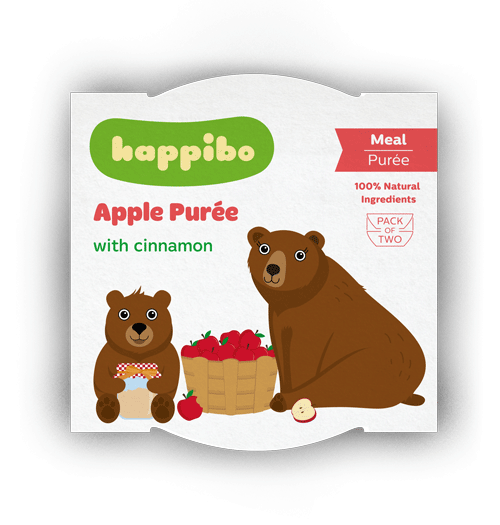 happibo
Meal
Purée
100% Natural
Ingredients
PACK
OF
TWO
Apple Purée
with cinnamon